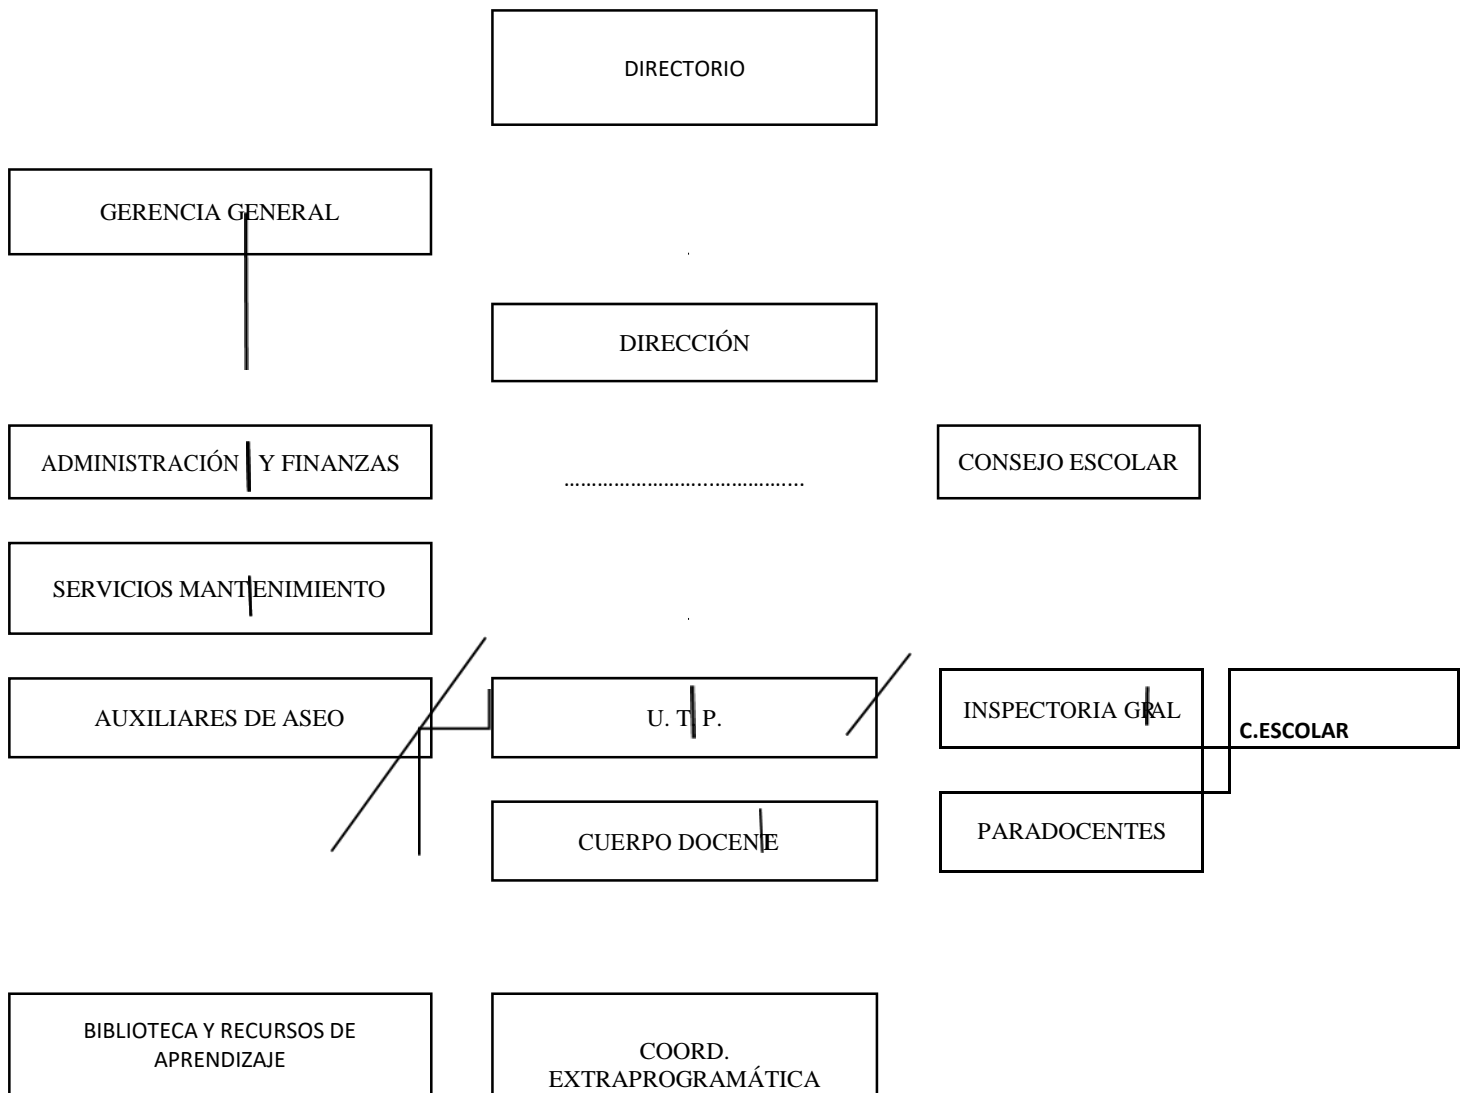 DIRECTORIO
GERENCIA GENERAL
DIRECCIÓN
ADMINISTRACIÓN Y FINANZAS
……………………...…………....
CONSEJO ESCOLAR
SERVICIOS MANTENIMIENTO
AUXILIARES DE ASEO
U. T. P.
INSPECTORIA GRAL
C.ESCOLAR
CUERPO DOCENTE
PARADOCENTES
BIBLIOTECA Y RECURSOS DE
APRENDIZAJE
COORD.
EXTRAPROGRAMÁTICA